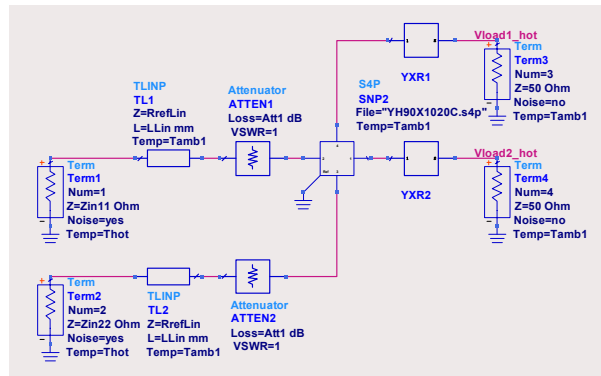 Vload1_hot
Term
Term3
Num=3
Z=50 Ohm
Noise=no
Temp=Tamb1
YXR1
TLINP
TL1
Z=RrefLin
L=LLin mm
Temp=Tamb1
Attenuator
ATTEN1
Loss=Att1 dB
VSWR=1
S4P
SNP2
File="YH90X1020C.s4p"
Temp=Tamb1
Vload2_hot
Term
Term4
Num=4
Z=50 Ohm
Noise=no
Temp=Tamb1
YXR2
Ref
Term
Term1
Num=1
Z=Zin11 Ohm
Noise=yes
Temp=Thot
Term
Term2
Num=2
Z=Zin22 Ohm
Noise=yes
Temp=Thot
TLINP
TL2
Z=RrefLin
L=LLin mm
Temp=Tamb1
Attenuator
ATTEN2
Loss=Att1 dB
VSWR=1